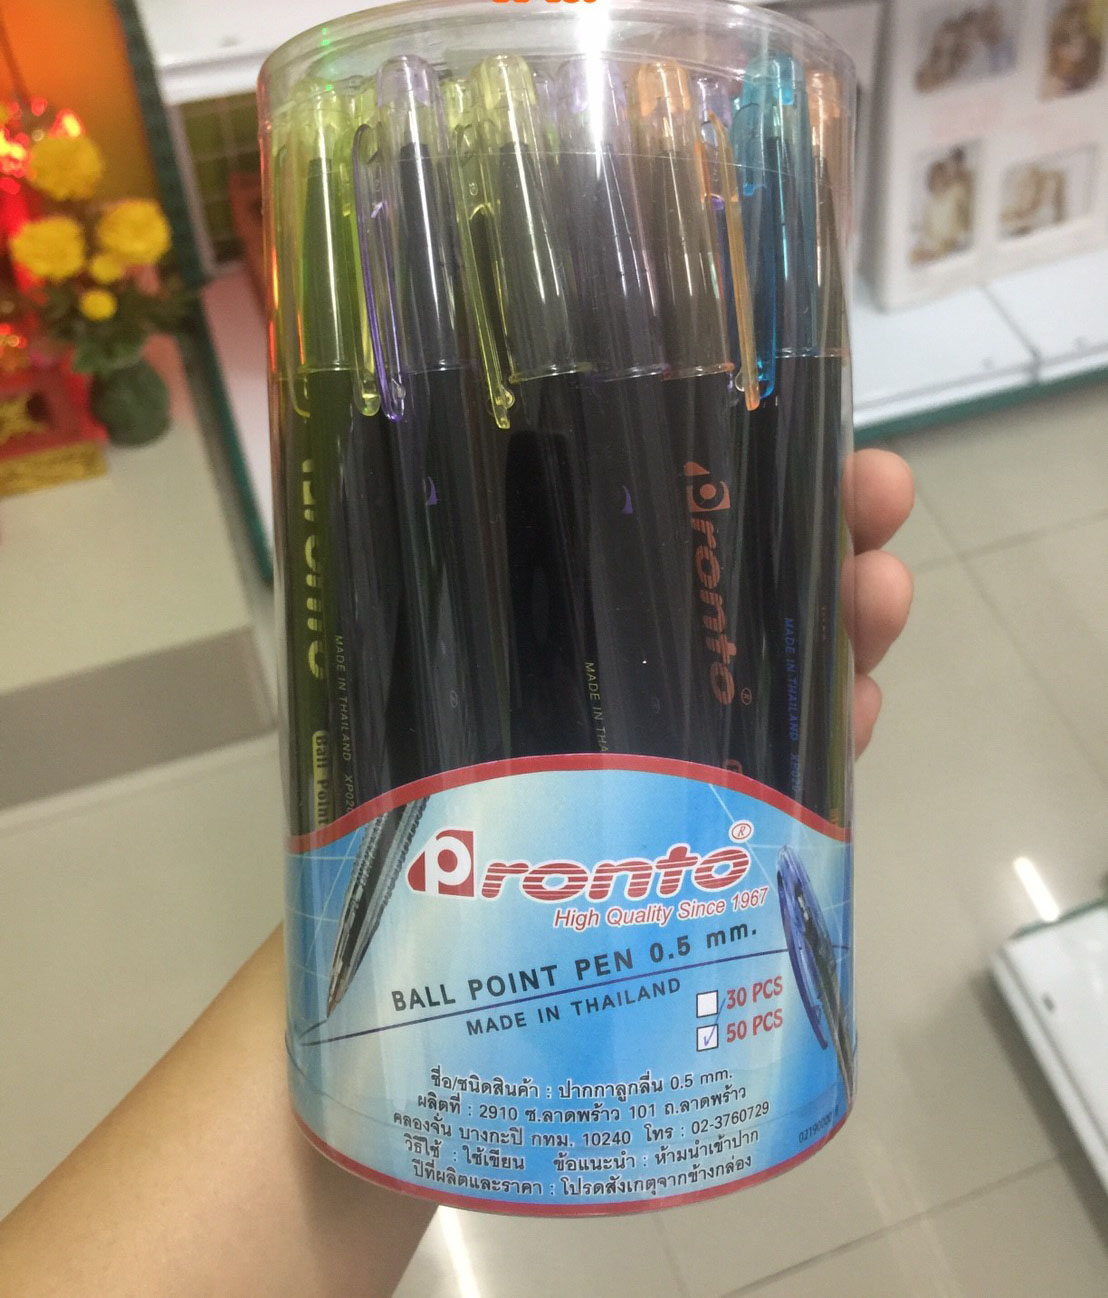 Pronto
MADE IN THAILAND
Ball Point
MADE IN THA
Pronto®
MADE IN THAILAND
Pronto®
High Quality Since 1967
BALL POINT PEN 0.5 mm.
MADE IN THAILAND
30 PCS
50 PCS
ชื่อ/ชนิดสินค้า : ปากกาลูกลื่น 0.5 mm.
ผลิตที่ : 2910 ซ.ลาดพร้าว 101 ถ.ลาดพร้าว
คลองจั่น บางกะปิ กทม. 10240 โทร : 02-3760729
วิธีใช้ : ใช้เขียน ข้อแนะนำ : ห้ามนำเข้าปาก
ปีที่ผลิตและราคา : โปรดสังเกตุจากข้างกล่อง